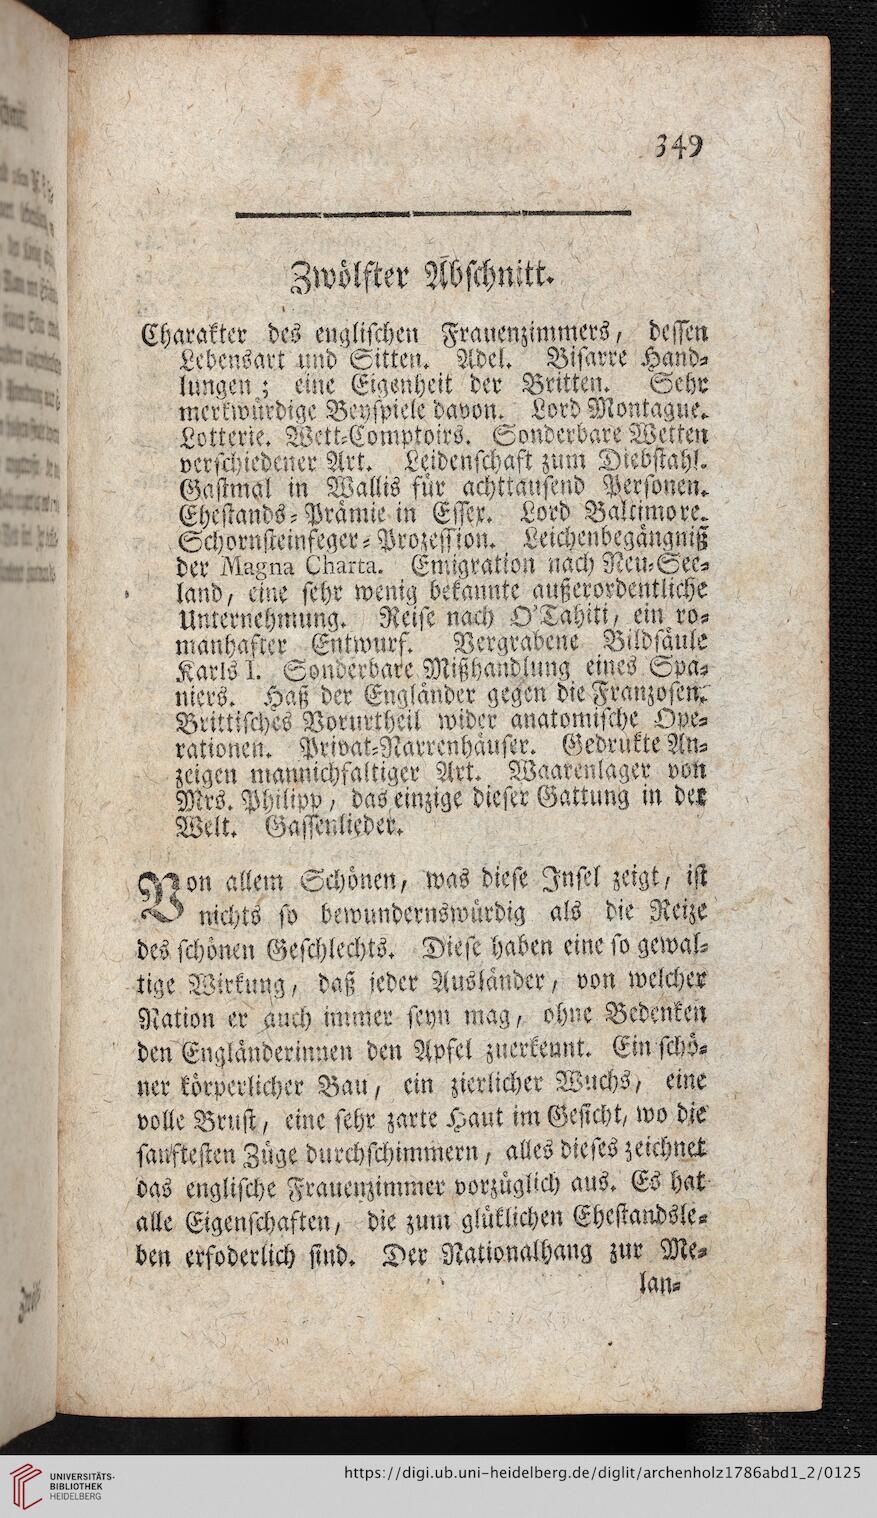 349
Zwölfter Abschnitt.
Charakter des englischen Frauenzimmers, dessen
Lebensart und Sitten. Adel. Bisarre Hand-
lungen; eine Eigenheit der Britten. Sehr
merkwürdige Beyspiele davon. Lord Montague.
Lotterie. Wett-Comptoirs. Sonderbare Wetten
verschiedener Art. Leidenschaft zum Diebstahl.
Gastmal in Wallis für achttausend Personen.
Ehestands-Prämie in Essex. Lord Baltimore.
Schornsteinfeger-Prozession. Leichenbegängniß
der Magna Charta. Emigration nach Neu-See-
land, eine sehr wenig bekannte außerordentliche
Unternehmung. Reise nach O'Tahiti, ein ro-
manhafter Entwurf. Vergrabene Bildsäule
Karls I. Sonderbare Mißhandlung eines Spa-
niers. Haß der Engländer gegen die Franzosen.
Brittisches Vorurtheil wider anatomische Ope-
rationen. Privat-Narrenhäuser. Gedrukte An-
zeigen mannichfaltiger Art. Waarenlager von
Mrs. Philipp, das einzige dieser Gattung in der
Welt. Gassenlieder.
Von allem Schönen, was diese Insel zeigt, ist
nichts so bewundernswürdig als die Reize
des schönen Geschlechts. Diese haben eine so gewal-
tige Wirkung, daß jeder Ausländer, von welcher
Nation er auch immer seyn mag, ohne Bedenken
den Engländerinnen den Apfel zuerkennt. Ein schö-
ner körperlicher Bau, ein zierlicher Wuchs, eine
volle Brust, eine sehr zarte Haut im Gesicht, wo die
sanftesten Züge durchschimmern, alles dieses zeichnet
das englische Frauenzimmer vorzüglich aus. Es hat
alle Eigenschaften, die zum glüklichen Ehestandsle-
ben erfoderlich sind. Der Nationalhang zur Me-
lan-
UNIVERSITÄTS-
BIBLIOTHEK
HEIDELBERG
https://digi.ub.uni-heidelberg.de/diglit/archenholz1786abd1_2/0125